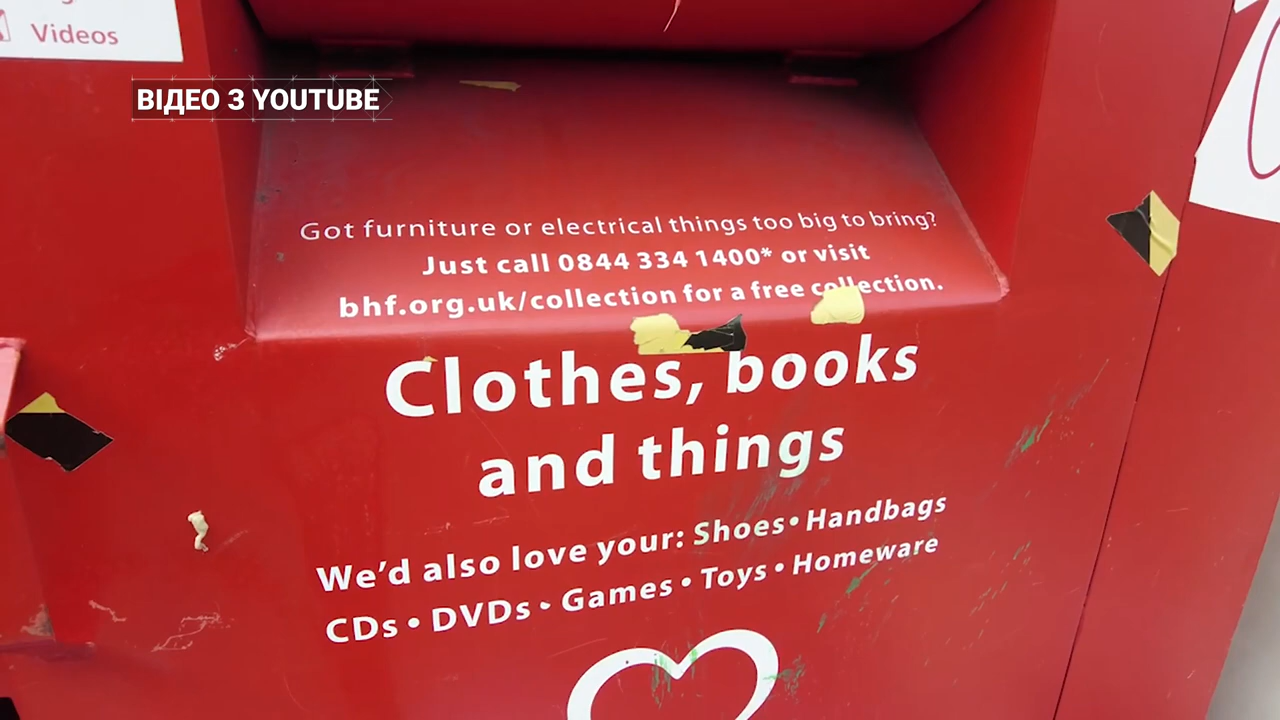 Videos
ВІДЕО З YOUTUBE
Got furniture or electrical things too big to bring?
Just call 0844 334 1400* or visit
bhf.org.uk/collection for a free collection.
Clothes, books
and things
We'd also love your: Shoes • Handbags
CDs • DVDs • Games • Toys • Homeware